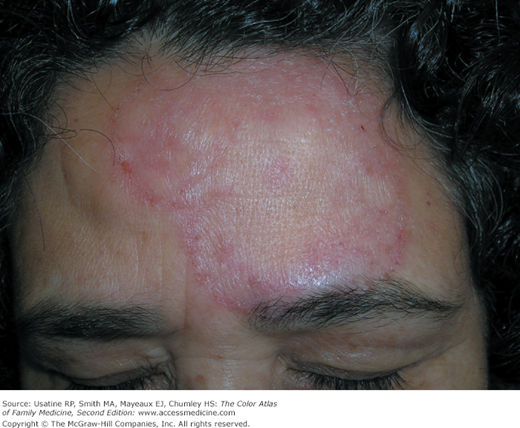 Source: Usatine RP, Smith MA, Mayeaux EJ, Chumley HS: The Color Atlas
of Family Medicine, Second Edition: www.accessmedicine.com
Copyright © The McGraw-Hill Companies, Inc. All rights reserved.